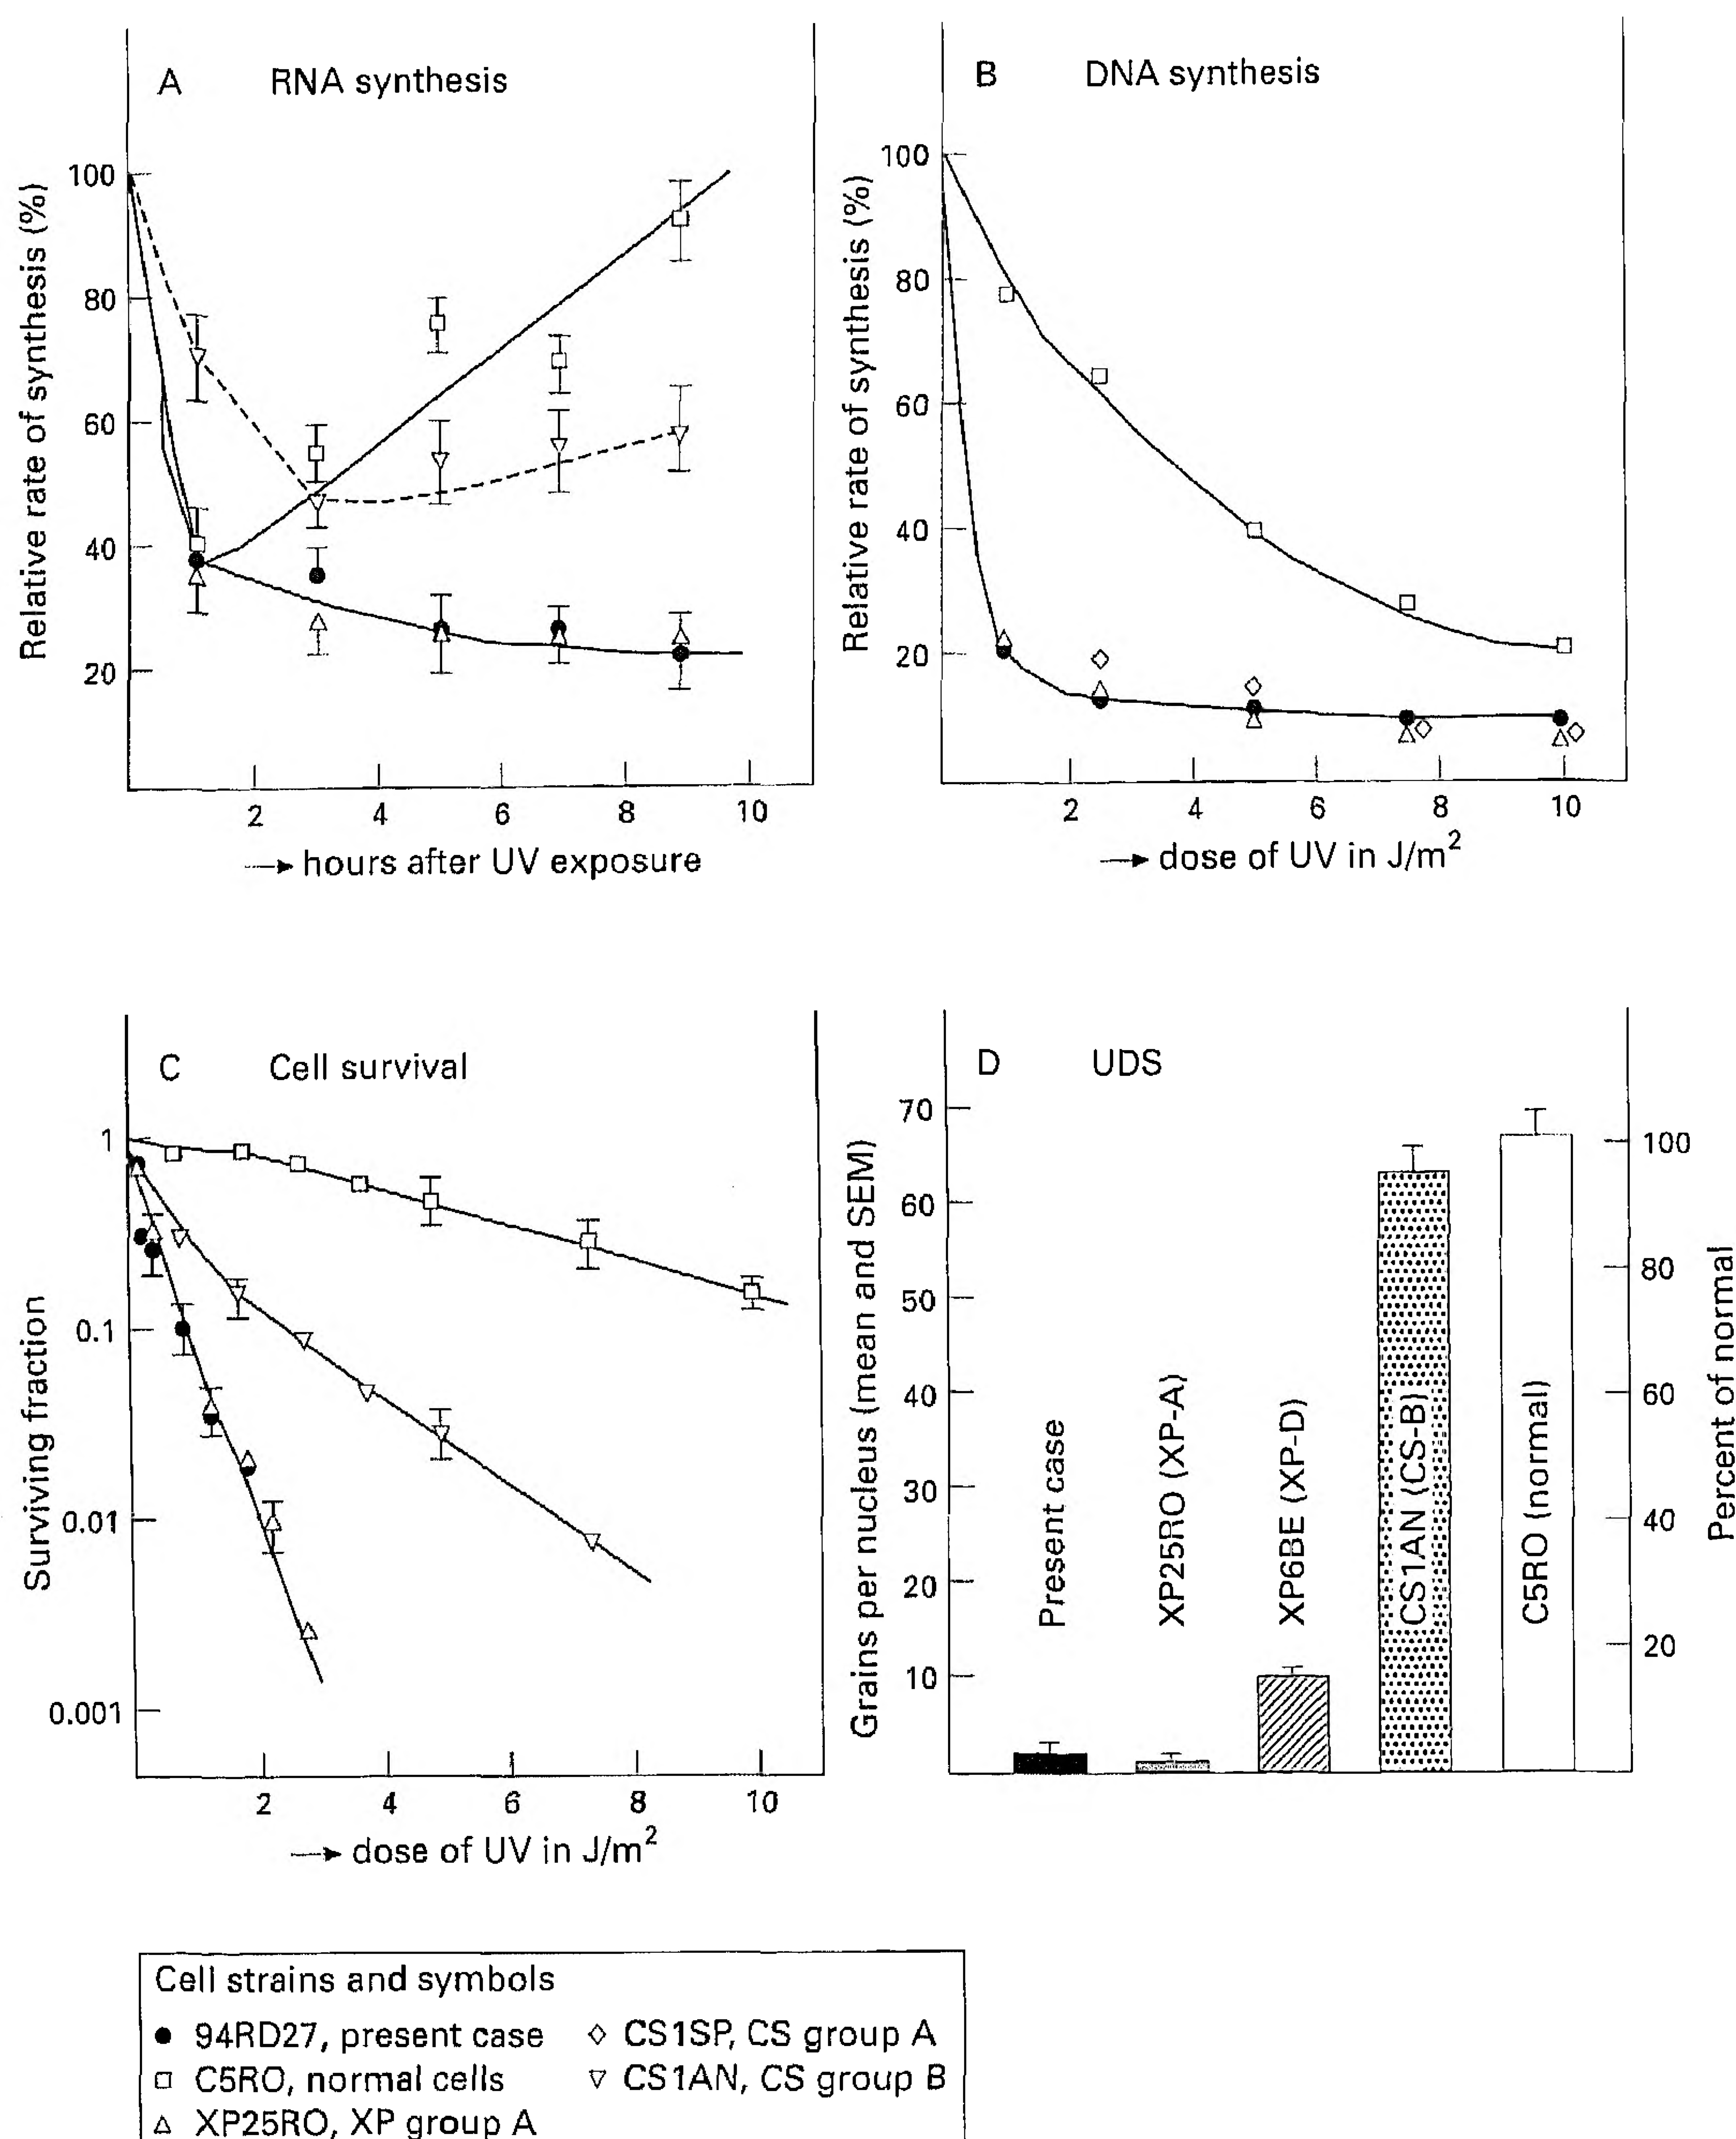 A RNA synthesis
Relative rate of synthesis (%)
100
80
60
40
20
2 4 6 8 10
→ hours after UV exposure
B DNA synthesis
Relative rate of synthesis (%)
100
80
60
40
20
2 4 6 8 10
→ dose of UV in J/m²
C Cell survival
Surviving fraction
1
0.1
0.01
0.001
2 4 6 8 10
→ dose of UV in J/m²
D UDS
Grains per nucleus (mean and SEM)
70
60
50
40
30
20
10
Present case
XP25RO (XP-A)
XP6BE (XP-D)
CS1AN (CS-B)
C5RO (normal)
100
80
60
40
20
Percent of normal
Cell strains and symbols
● 94RD27, present case ◇ CS1SP, CS group A
□ C5RO, normal cells ▽ CS1AN, CS group B
△ XP25RO, XP group A